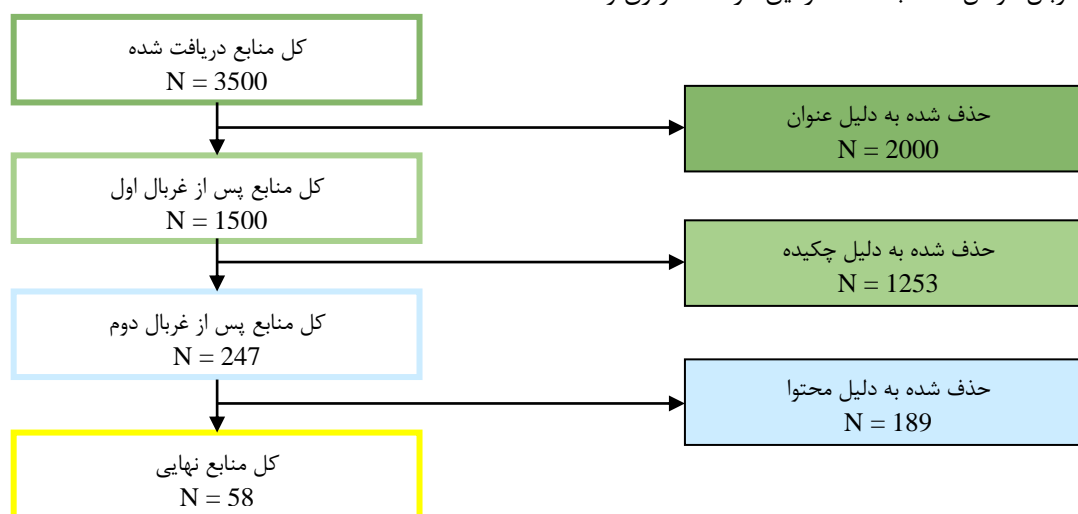 کل منابع دریافت شده
N = 3500
حذف شده به دلیل عنوان
N = 2000
کل منابع پس از غربال اول
N = 1500
حذف شده به دلیل چکیده
N = 1253
کل منابع پس از غربال دوم
N = 247
حذف شده به دلیل محتوا
N = 189
کل منابع نهایی
N = 58